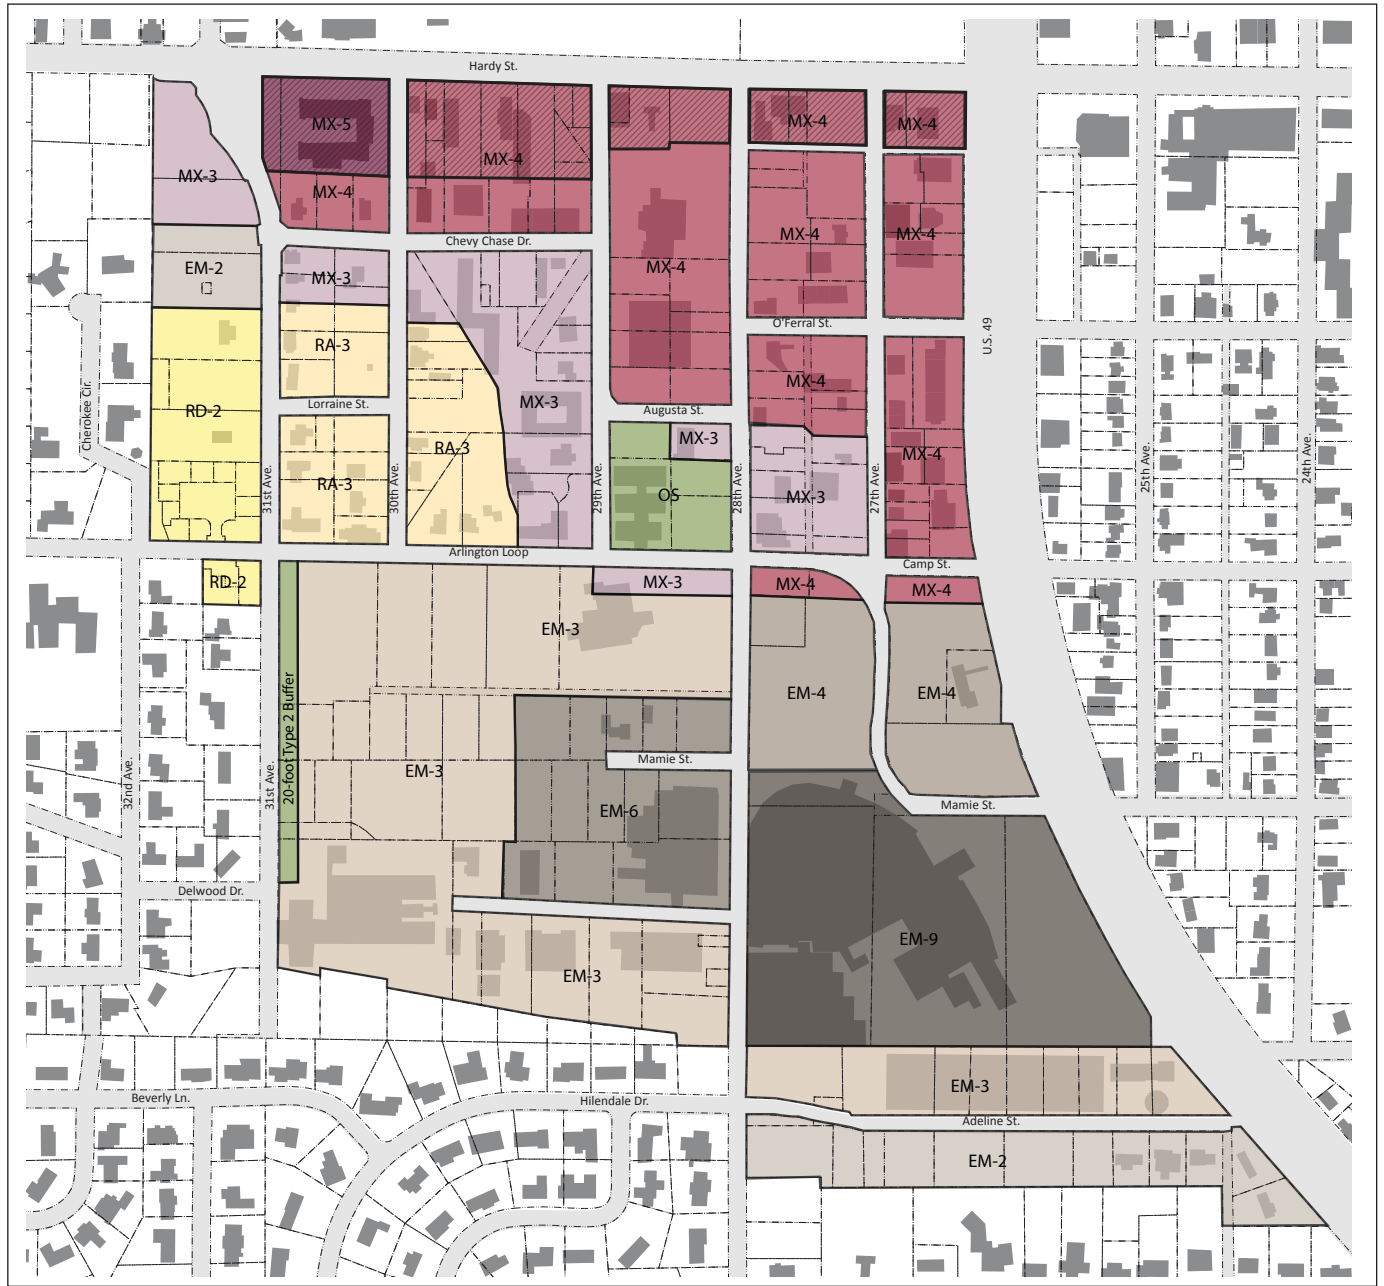 Hardy St.
MX-5
MX-4
MX-4
MX-4
MX-4
MX-3
MX-4
Chevy Chase Dr.
MX-4
MX-4
MX-4
EM-2
MX-3
O'Ferral St.
U.S. 49
RA-3
MX-4
Cherokee Cir.
RD-2
Lorraine St.
MX-3
Augusta St.
MX-3
RA-3
MX-4
25th Ave.
24th Ave.
31st Ave.
RA-3
30th Ave.
29th Ave.
OS
28th Ave.
MX-3
27th Ave.
Arlington Loop
Camp St.
RD-2
MX-3
MX-4
MX-4
EM-3
20-foot Type 2 Buffer
EM-4
EM-4
32nd Ave.
31st Ave.
EM-3
Mamie St.
EM-6
Mamie St.
Delwood Dr.
EM-9
EM-3
EM-3
Beverly Ln.
Hilendale Dr.
Adeline St.
EM-2